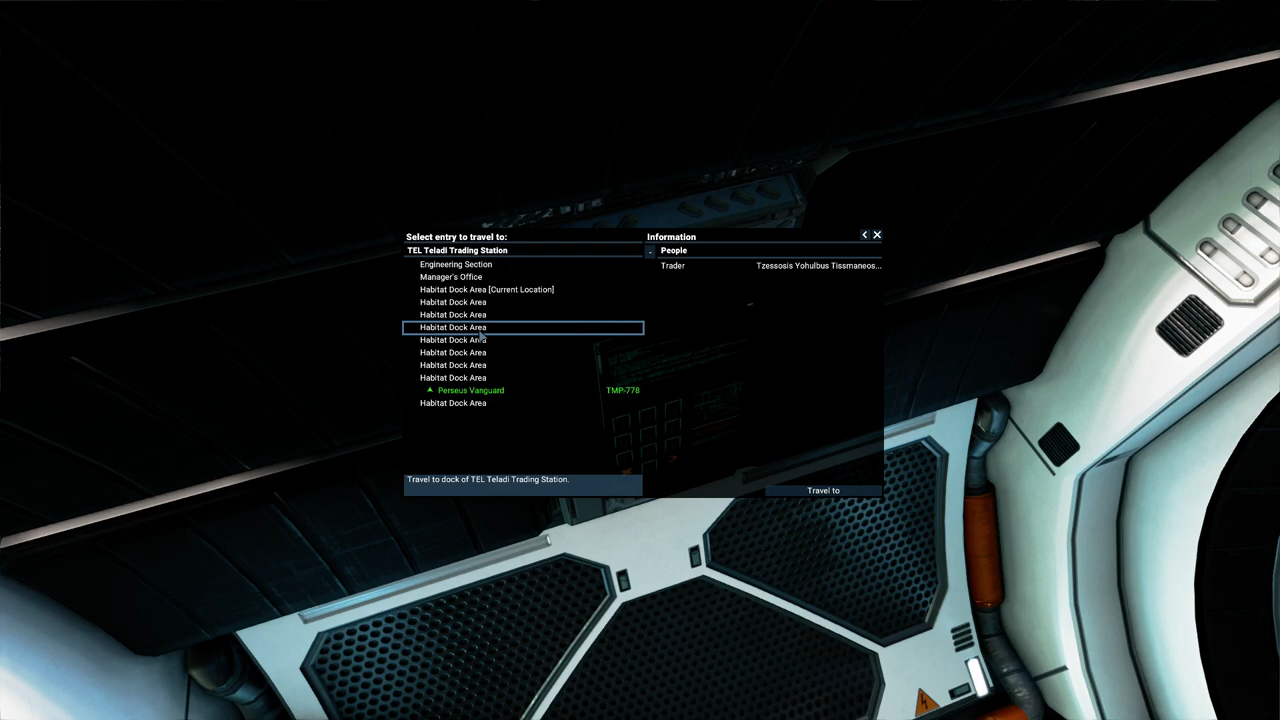 Select entry to travel to:
TEL Teladi Trading Station
Engineering Section
Manager's Office
Habitat Dock Area [Current Location]
Habitat Dock Area
Habitat Dock Area
Habitat Dock Area
Habitat Dock Area
Habitat Dock Area
Habitat Dock Area
Habitat Dock Area
Perseus Vanguard TMP-778
Habitat Dock Area
Travel to dock of TEL Teladi Trading Station.
Information
People
Trader Tzessosis Yohulbus Tissmaneos...
Travel to